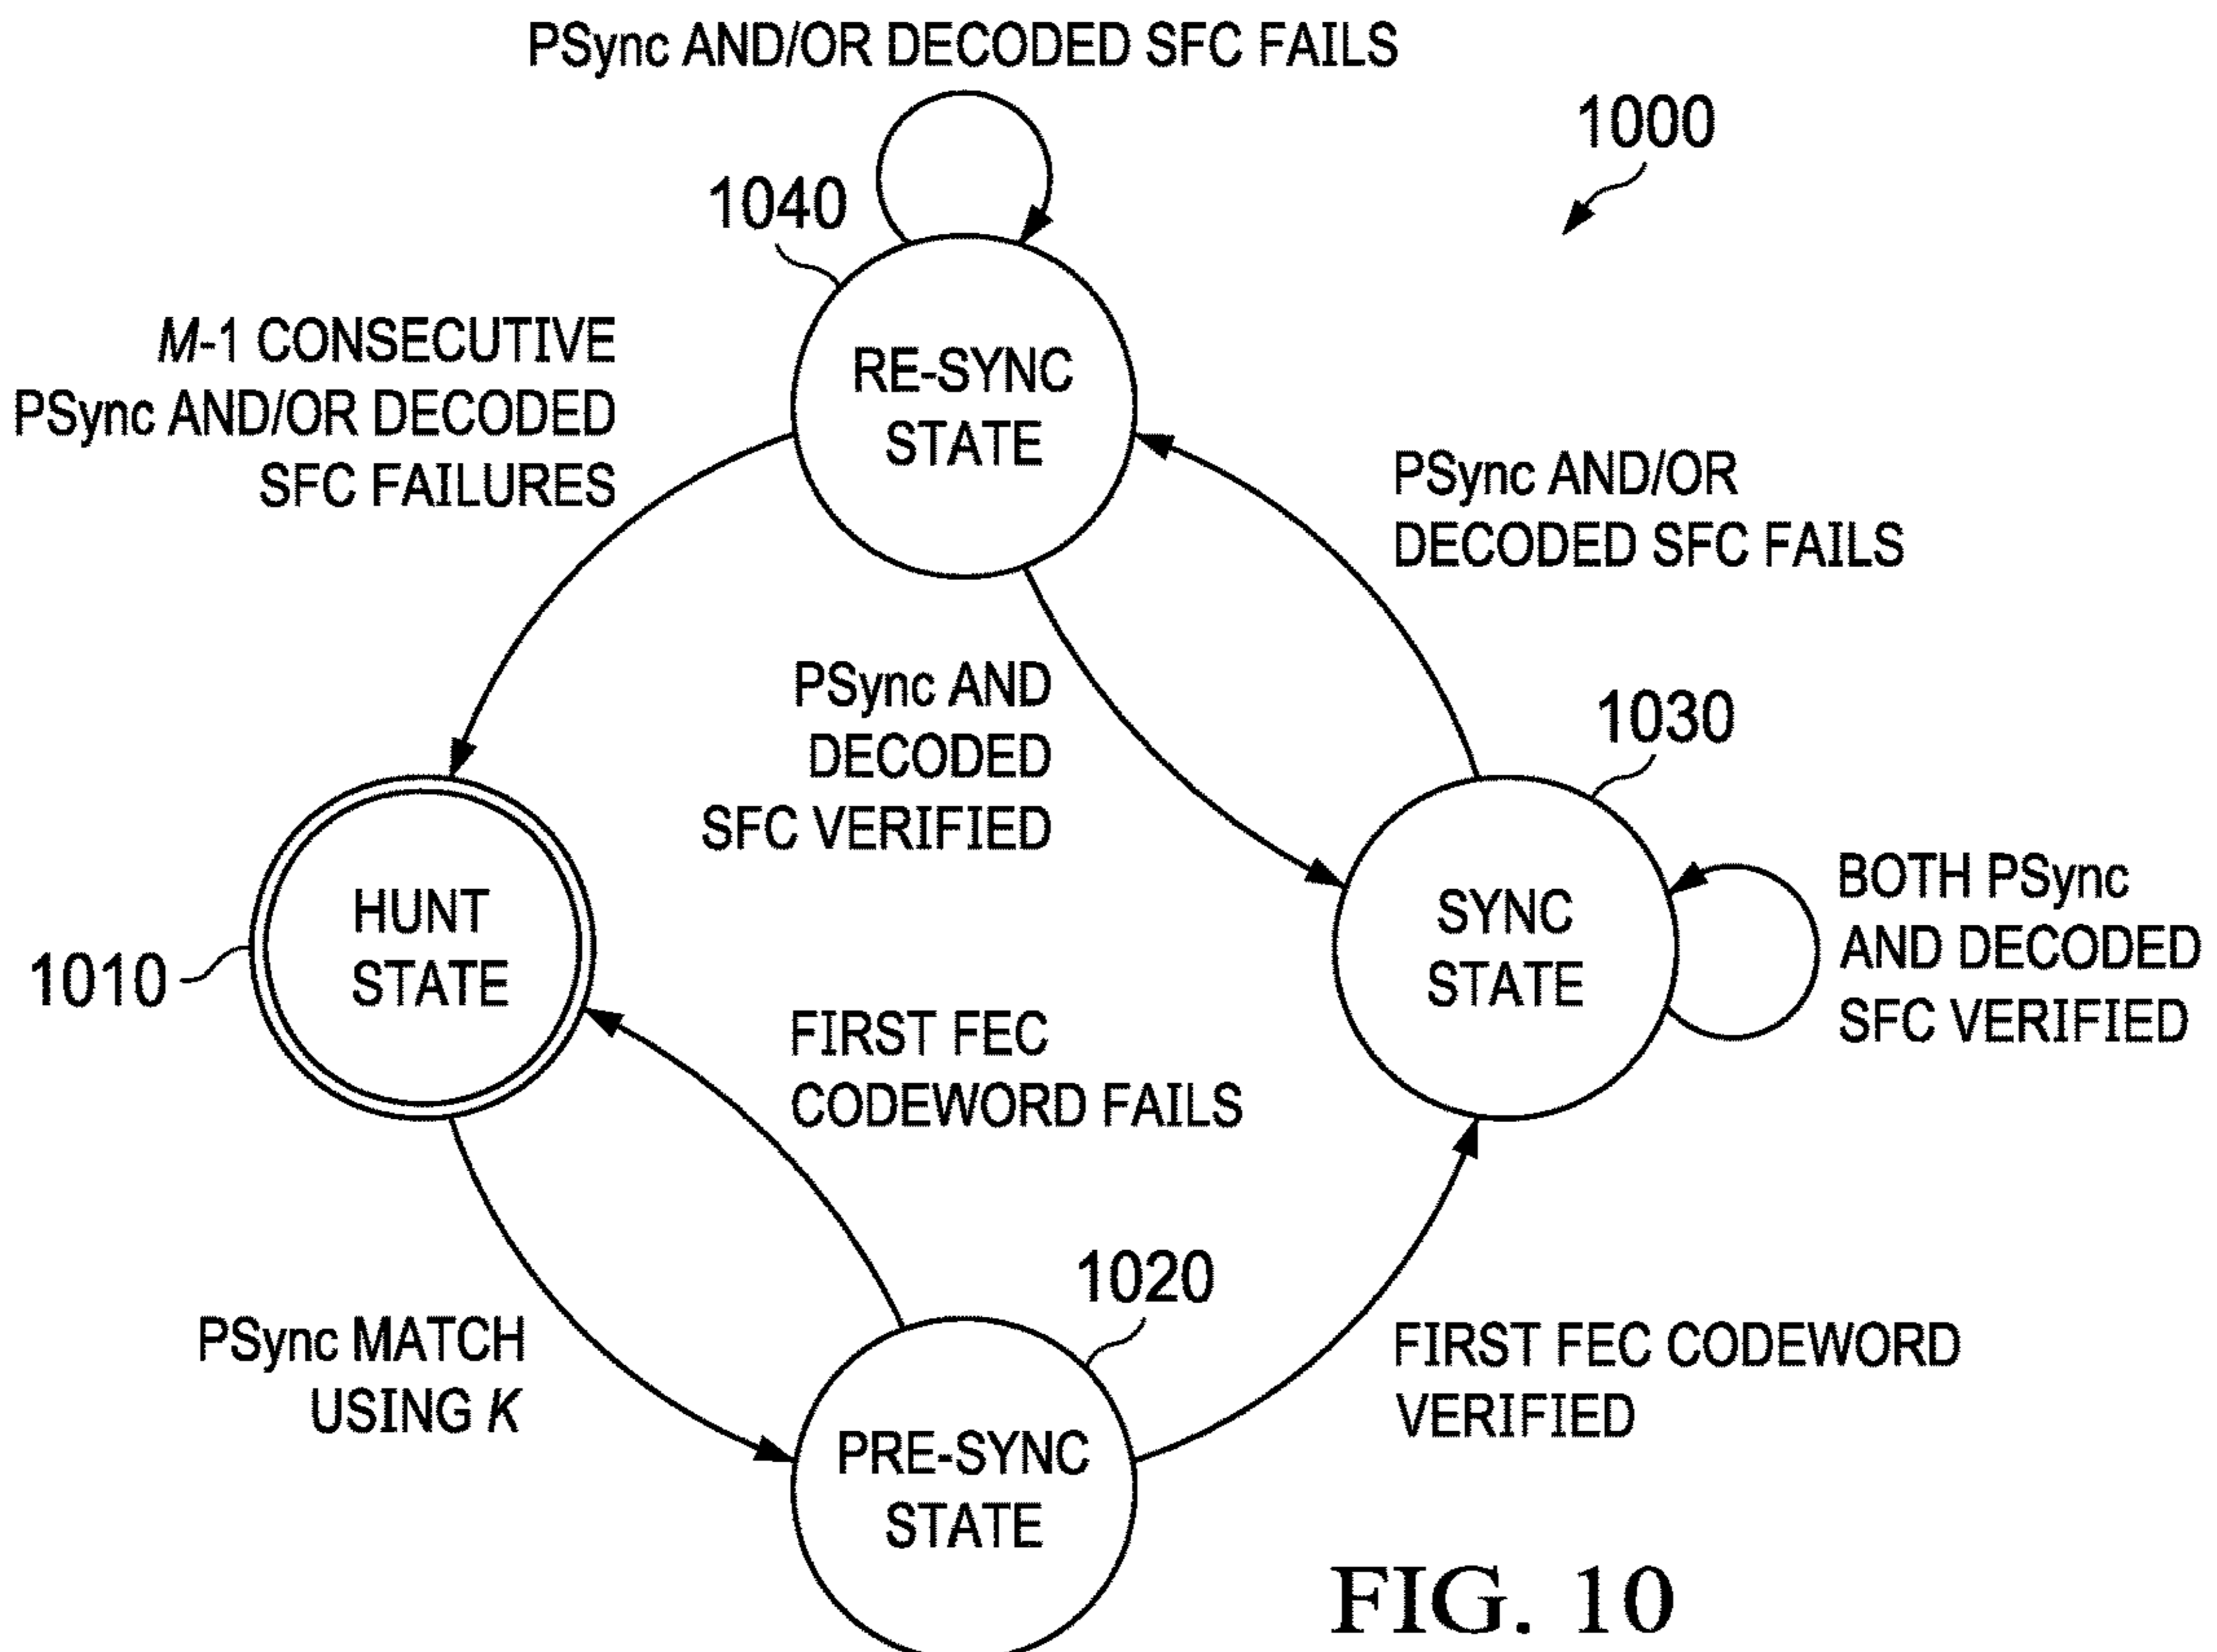 PSync AND/OR DECODED SFC FAILS
1000
1040
M-1 CONSECUTIVE
PSync AND/OR DECODED
SFC FAILURES
RE-SYNC
STATE
PSync AND/OR
DECODED SFC FAILS
PSync AND
DECODED
SFC VERIFIED
1030
HUNT
STATE
1010
SYNC
STATE
BOTH PSync
AND DECODED
SFC VERIFIED
FIRST FEC
CODEWORD FAILS
1020
PSync MATCH
USING K
PRE-SYNC
STATE
FIRST FEC CODEWORD
VERIFIED
FIG. 10